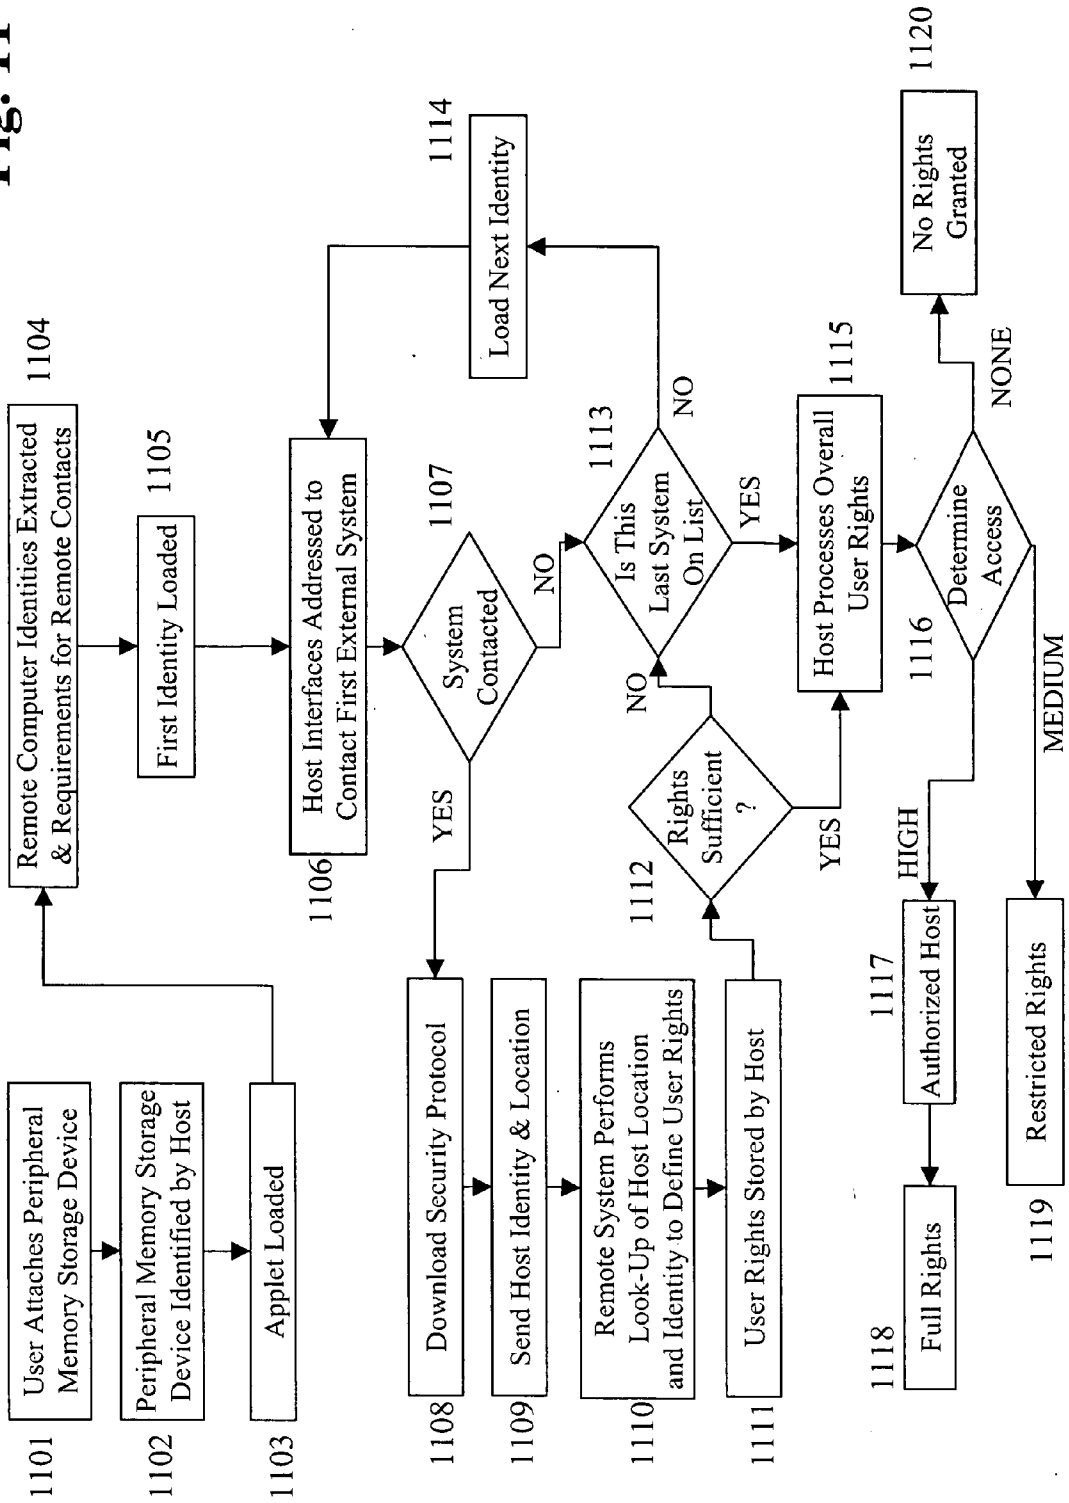 Fig. 11
1101
User Attaches Peripheral
Memory Storage Device
1102
Peripheral Memory Storage
Device Identified by Host
1103
Applet Loaded
1104
Remote Computer Identities Extracted
& Requirements for Remote Contacts
1105
First Identity Loaded
1106
Host Interfaces Addressed to
Contact First External System
1107
System
Contacted
YES
NO
1108
Download Security Protocol
1109
Send Host Identity & Location
1110
Remote System Performs
Look-Up of Host Location
and Identity to Define User Rights
1111
User Rights Stored by Host
1112
Rights
Sufficient
?
NO
YES
1113
Is This
Last System
On List
NO
YES
1114
Load Next Identity
1115
Host Processes Overall
User Rights
1116
Determine
Access
HIGH
MEDIUM
NONE
1117
Authorized Host
1118
Full Rights
1119
Restricted Rights
1120
No Rights
Granted